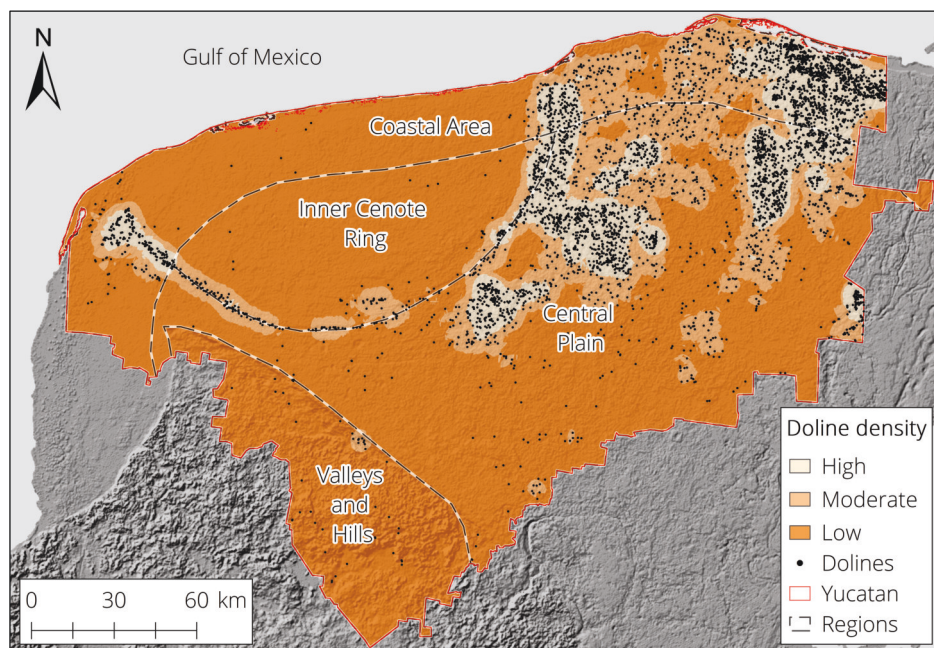 N
Gulf of Mexico
Coastal Area
Inner Cenote
Ring
Central
Plain
Valleys
and
Hills
Doline density
High
Moderate
Low
Dolines
Yucatan
Regions
0 30 60 km